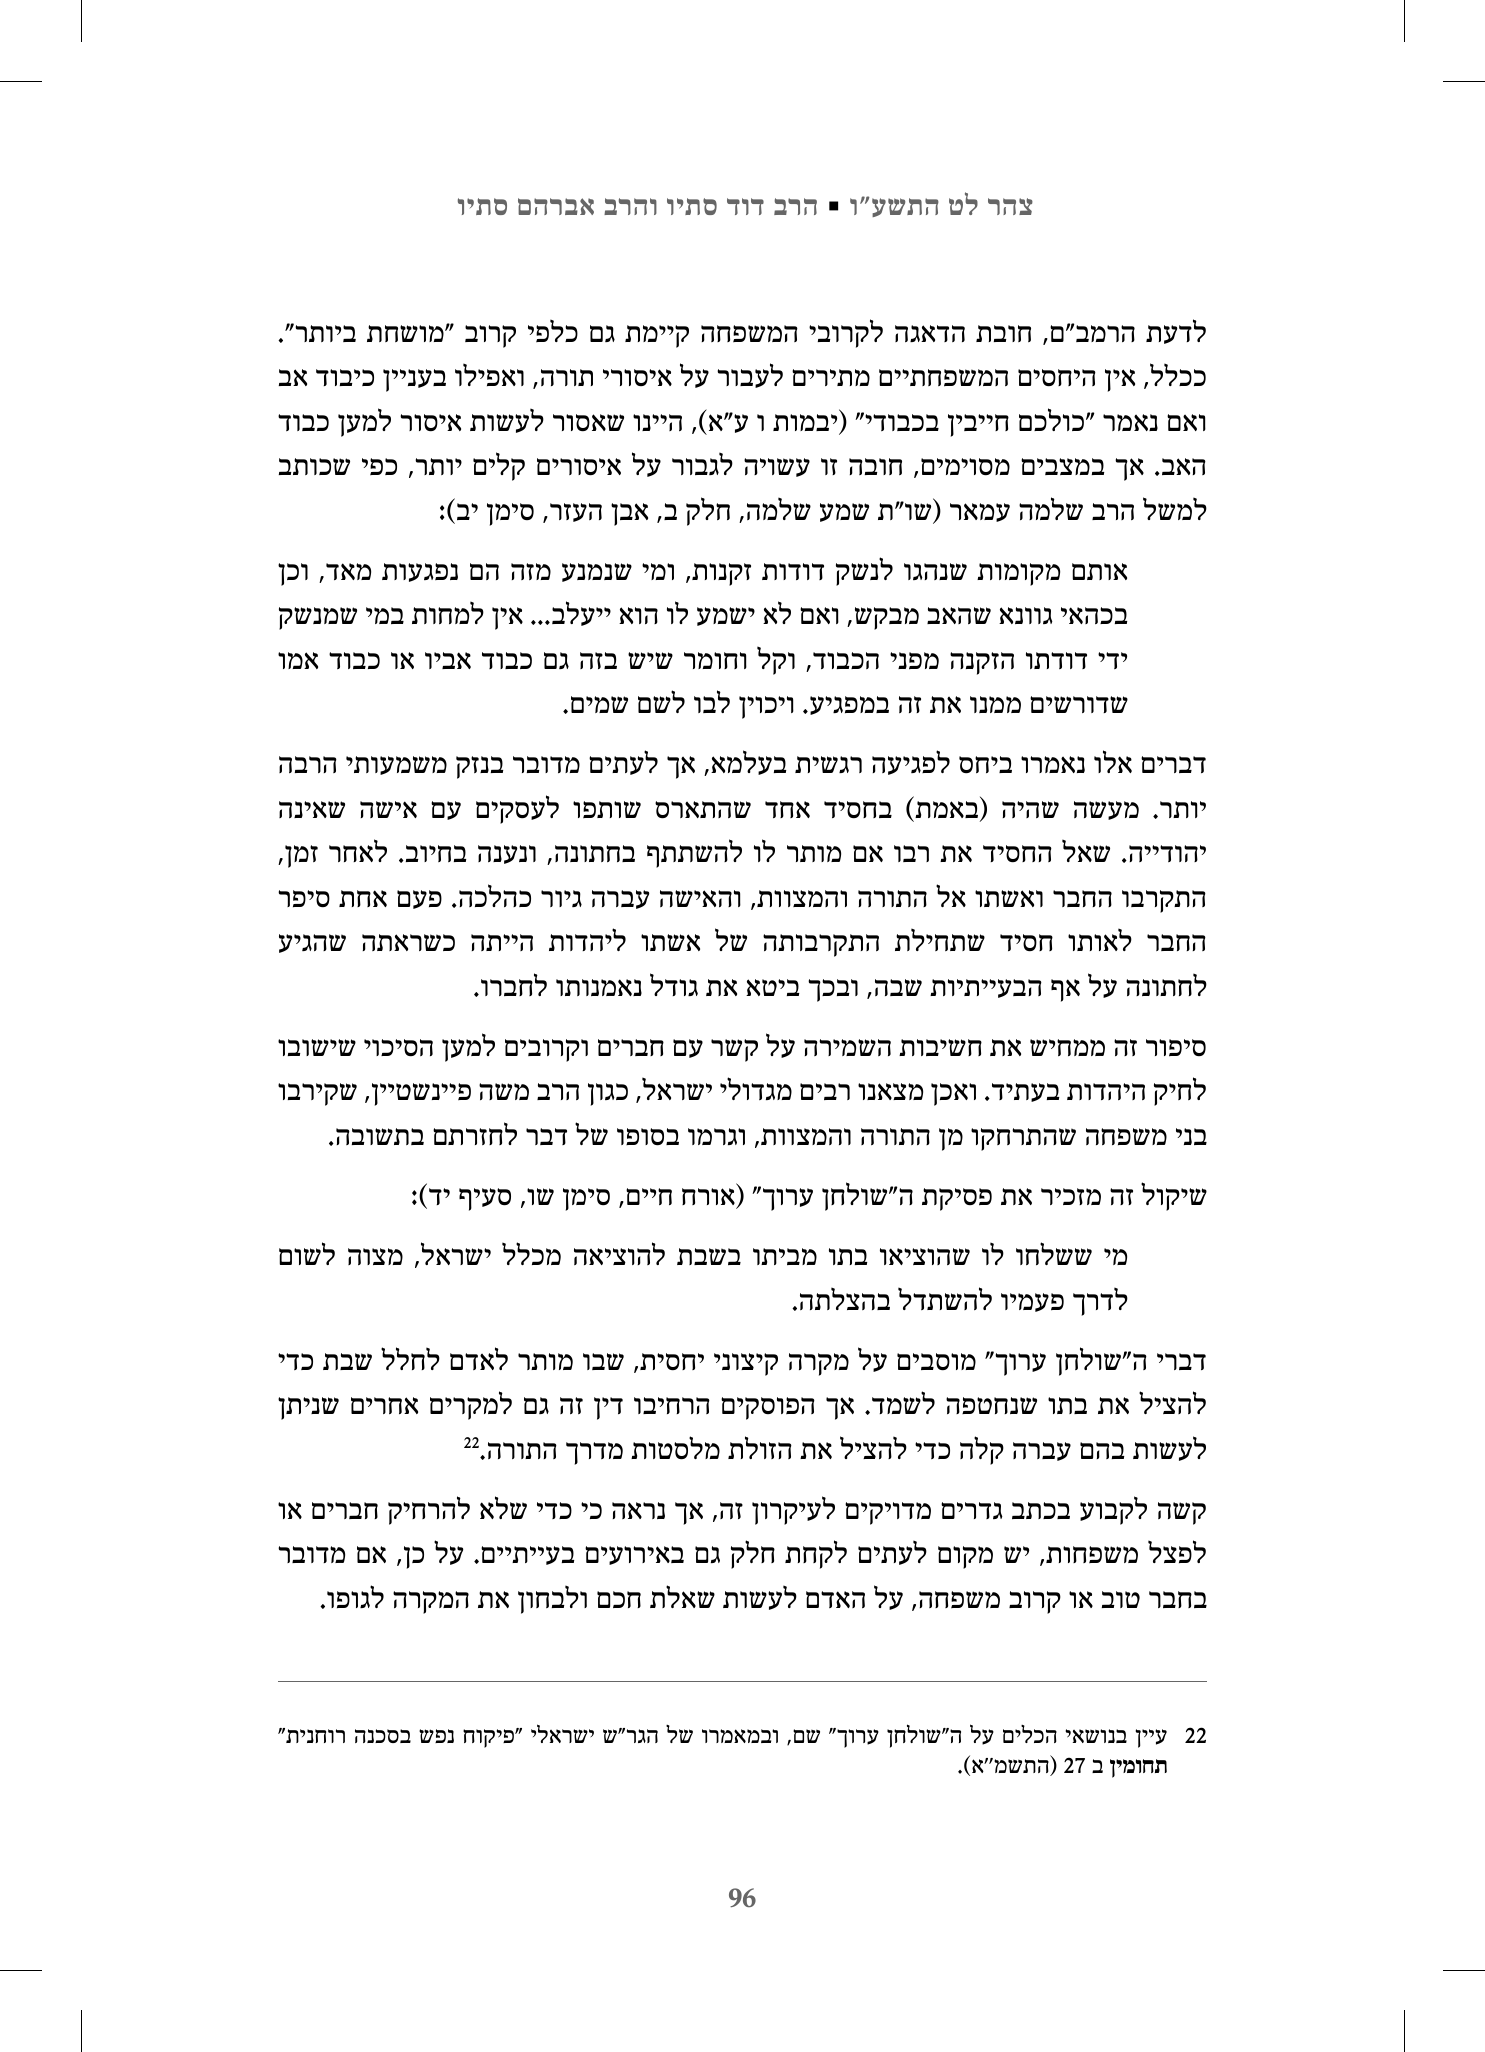 צהר לט התשע"ו ▪ הרב דוד סתיו והרב אברהם סתיו
לדעת הרמב"ם, חובת הדאגה לקרובי המשפחה קיימת גם כלפי קרוב "מושחת ביותר".
ככלל, אין היחסים המשפחתיים מתירים לעבור על איסורי תורה, ואפילו בעניין כיבוד אב
ואם נאמר "כולכם חייבין בכבודי" (יבמות ו ע"א), היינו שאסור לעשות איסור למען כבוד
האב. אך במצבים מסוימים, חובה זו עשויה לגבור על איסורים קלים יותר, כפי שכותב
למשל הרב שלמה עמאר (שו"ת שמע שלמה, חלק ב, אבן העזר, סימן יב):
אותם מקומות שנהגו לנשק דודות זקנות, ומי שנמנע מזה הם נפגעות מאד, וכן
בכהאי גוונא שהאב מבקש, ואם לא ישמע לו הוא ייעלב... אין למחות במי שמנשק
ידי דודתו הזקנה מפני הכבוד, וקל וחומר שיש בזה גם כבוד אביו או כבוד אמו
שדורשים ממנו את זה במפגיע. ויכוין לבו לשם שמים.
דברים אלו נאמרו ביחס לפגיעה רגשית בעלמא, אך לעתים מדובר בנזק משמעותי הרבה
יותר. מעשה שהיה (באמת) בחסיד אחד שהתארס שותפו לעסקים עם אישה שאינה
יהודייה. שאל החסיד את רבו אם מותר לו להשתתף בחתונה, ונענה בחיוב. לאחר זמן,
התקרבו החבר ואשתו אל התורה והמצוות, והאישה עברה גיור כהלכה. פעם אחת סיפר
החבר לאותו חסיד שתחילת התקרבותה של אשתו ליהדות הייתה כשראתה שהגיע
לחתונה על אף הבעייתיות שבה, ובכך ביטא את גודל נאמנותו לחברו.
סיפור זה ממחיש את חשיבות השמירה על קשר עם חברים וקרובים למען הסיכוי שישובו
לחיק היהדות בעתיד. ואכן מצאנו רבים מגדולי ישראל, כגון הרב משה פיינשטיין, שקירבו
בני משפחה שהתרחקו מן התורה והמצוות, וגרמו בסופו של דבר לחזרתם בתשובה.
שיקול זה מזכיר את פסיקת ה"שולחן ערוך" (אורח חיים, סימן שו, סעיף יד):
מי ששלחו לו שהוציאו בתו מביתו בשבת להוציאה מכלל ישראל, מצוה לשום
לדרך פעמיו להשתדל בהצלתה.
דברי ה"שולחן ערוך" מוסבים על מקרה קיצוני יחסית, שבו מותר לאדם לחלל שבת כדי
להציל את בתו שנחטפה לשמד. אך הפוסקים הרחיבו דין זה גם למקרים אחרים שניתן
לעשות בהם עברה קלה כדי להציל את הזולת מלסטות מדרך התורה.22
קשה לקבוע בכתב גדרים מדויקים לעיקרון זה, אך נראה כי כדי שלא להרחיק חברים או
לפצל משפחות, יש מקום לעתים לקחת חלק גם באירועים בעייתיים. על כן, אם מדובר
בחבר טוב או קרוב משפחה, על האדם לעשות שאלת חכם ולבחון את המקרה לגופו.
22 עיין בנושאי הכלים על ה"שולחן ערוך" שם, ובמאמרו של הגר"ש ישראלי "פיקוח נפש בסכנה רוחנית"
תחומין ב 27 (התשמ"א).
96